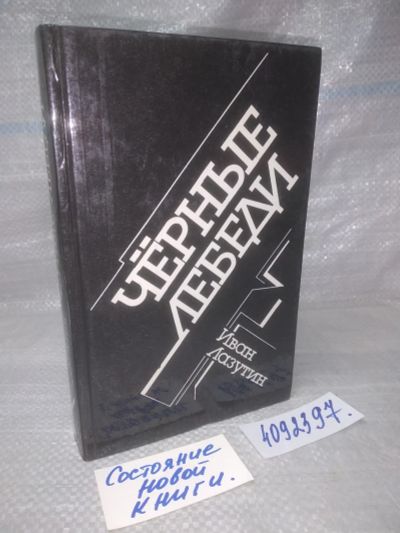 ЧЁРНЫЕ
ЛЕБЕДИ
Иван
Лазутин
4092397.
Состояние
новой
книги.